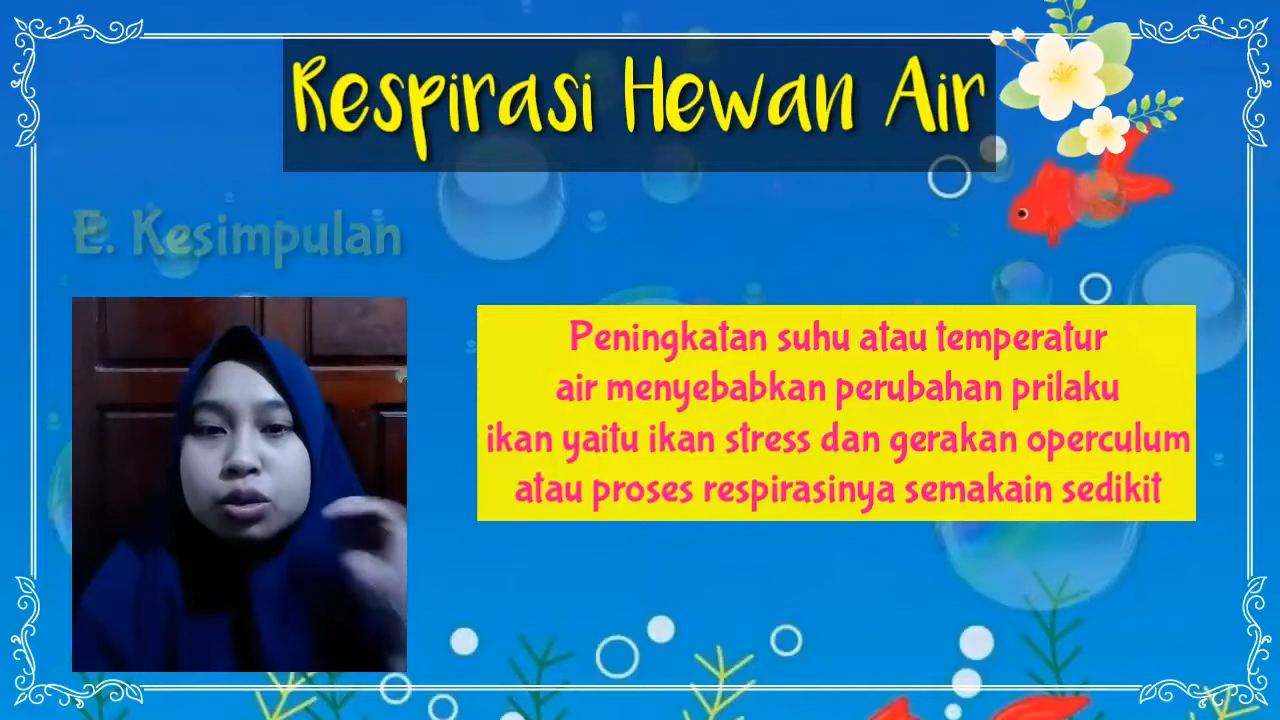 Respirasi Hewan Air
E. Kesimpulan
Peningkatan suhu atau temperatur
air menyebabkan perubahan prilaku
ikan yaitu ikan stress dan gerakan operculum
atau proses respirasinya semakain sedikit